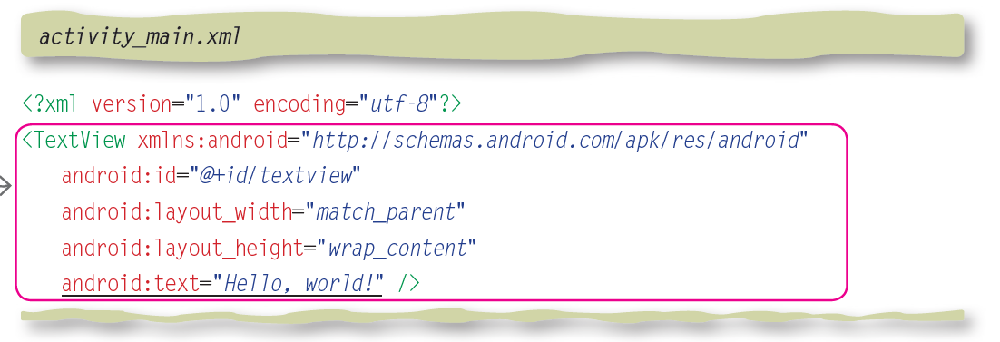 activity_main.xml
<?xml version="1.0" encoding="utf-8"?>
<TextView xmlns:android="http://schemas.android.com/apk/res/android"
android:id="@+id/textview"
android:layout_width="match_parent"
android:layout_height="wrap_content"
android:text="Hello, world!" />